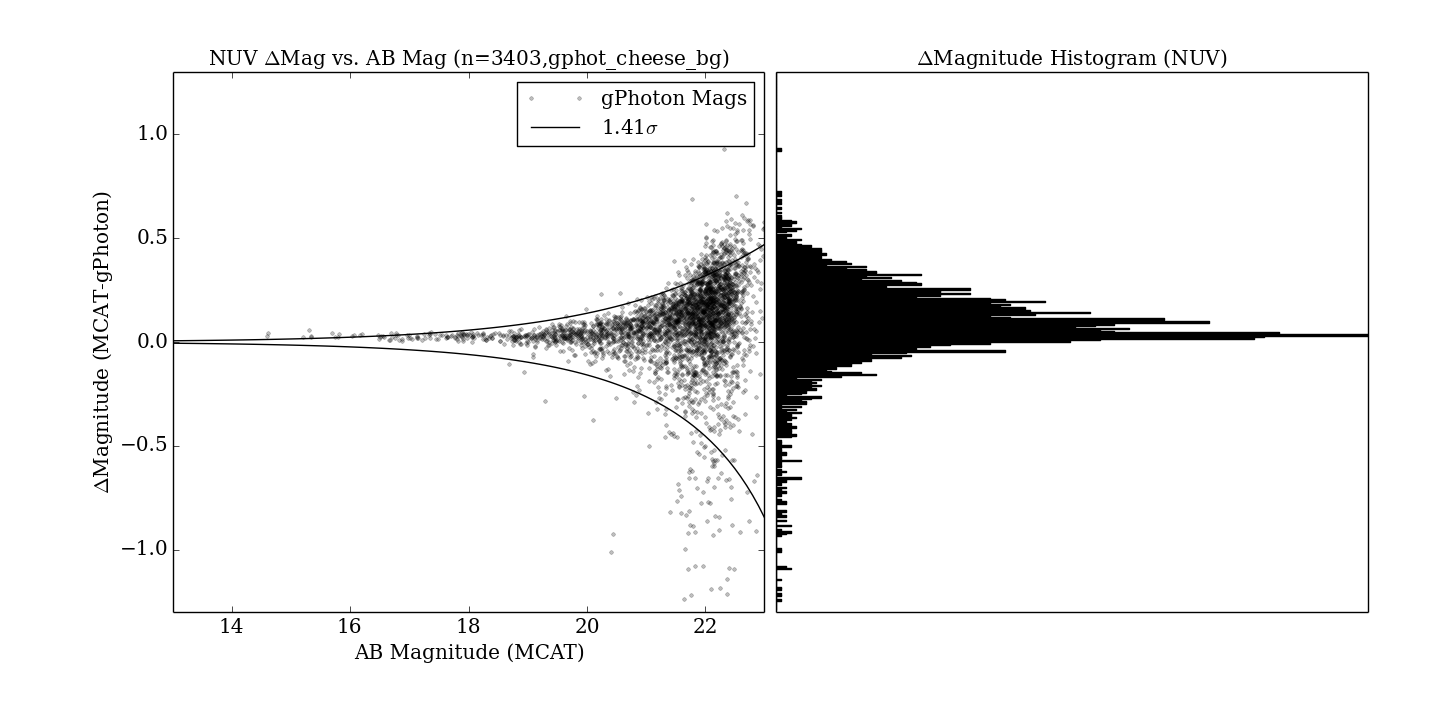 NUV ΔMag vs. AB Mag (n=3403,gphot_cheese_bg)
ΔMagnitude Histogram (NUV)
gPhoton Mags
1.41σ
ΔMagnitude (MCAT-gPhoton)
1.0
0.5
0.0
−0.5
−1.0
14 16 18 20 22
AB Magnitude (MCAT)